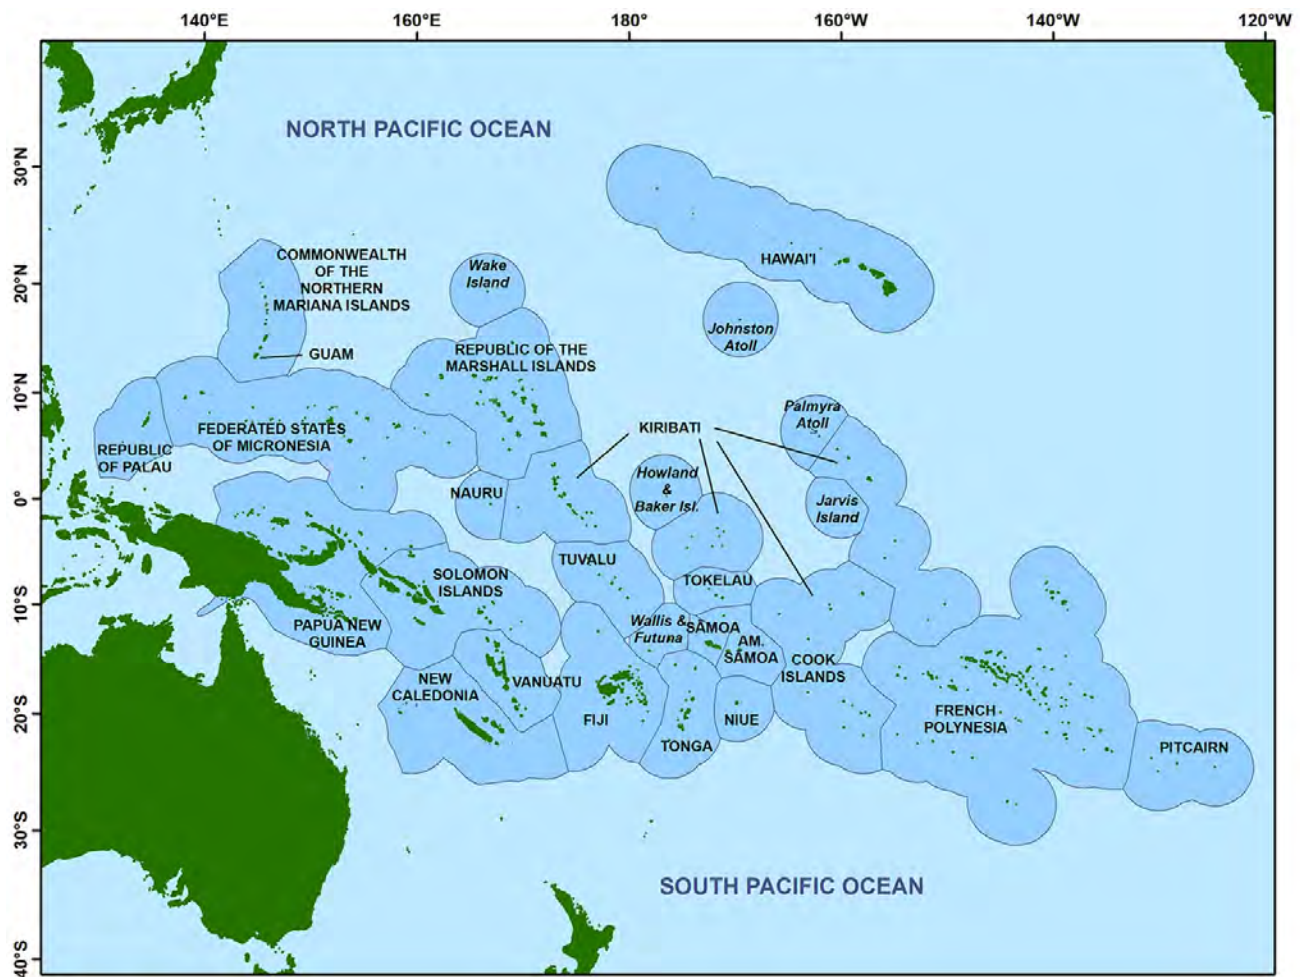 140°E
160°E
180°
160°W
140°W
120°W
30°N
20°N
10°N
0°
10°S
20°S
30°S
40°S
NORTH PACIFIC OCEAN
COMMONWEALTH
OF THE
NORTHERN
MARIANA ISLANDS
GUAM
Wake
Island
HAWAI'I
Johnston
Atoll
REPUBLIC OF THE
MARSHALL ISLANDS
Palmyra
Atoll
FEDERATED STATES
OF MICRONESIA
REPUBLIC
OF PALAU
KIRIBATI
NAURU
Howland
&
Baker Isl.
Jarvis
Island
TUVALU
TOKELAU
SOLOMON
ISLANDS
PAPUA NEW
GUINEA
Wallis &
Futuna
SĀMOA
AM.
SĀMOA
COOK
ISLANDS
NEW
CALEDONIA
VANUATU
FIJI
TONGA
NIUE
FRENCH
POLYNESIA
PITCAIRN
SOUTH PACIFIC OCEAN